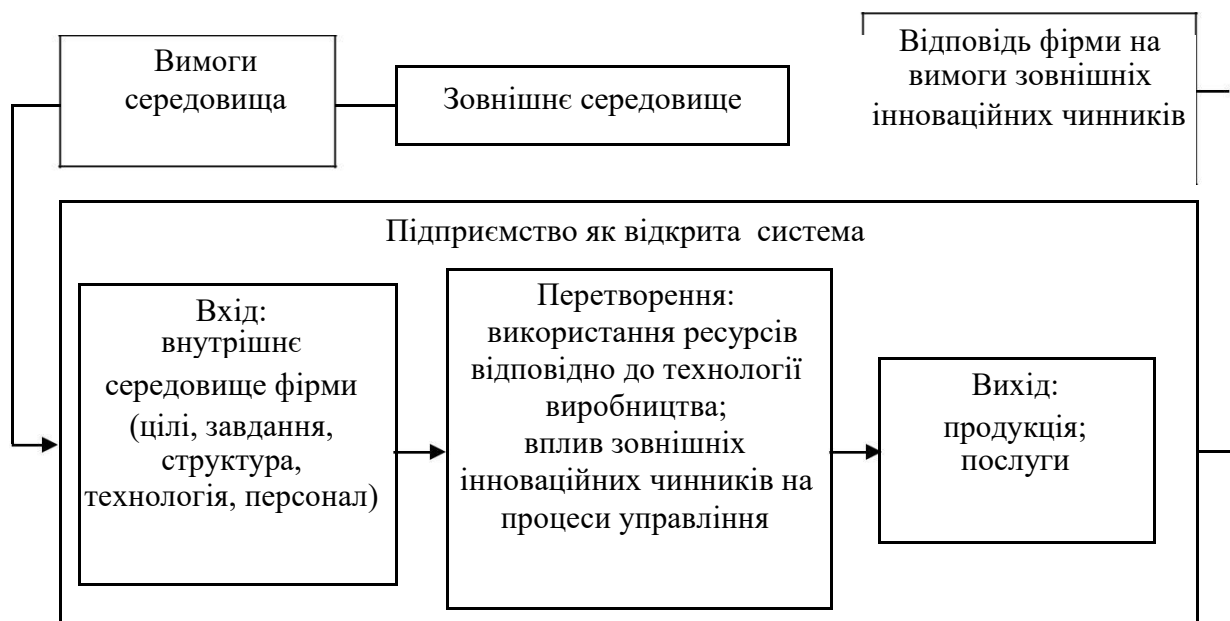 Вимоги
середовища
Зовнішнє середовище
Відповідь фірми на
вимоги зовнішніх
інноваційних чинників
Підприємство як відкрита система
Вхід:
внутрішнє
середовище фірми
(цілі, завдання,
структура,
технологія, персонал)
Перетворення:
використання ресурсів
відповідно до технології
виробництва;
вплив зовнішніх
інноваційних чинників на
процеси управління
Вихід:
продукція;
послуги